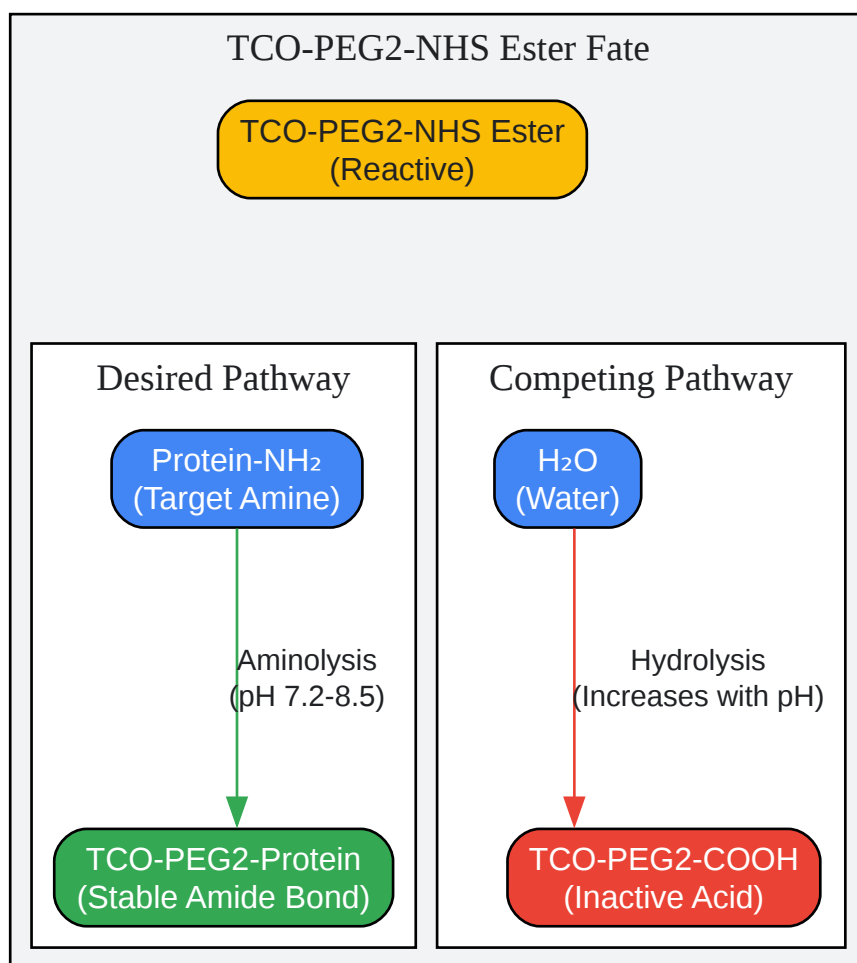 TCO-PEG2-NHS Ester Fate
TCO-PEG2-NHS Ester
(Reactive)
Desired Pathway
Protein-NH₂
(Target Amine)
Aminolysis
(pH 7.2-8.5)
TCO-PEG2-Protein
(Stable Amide Bond)
Competing Pathway
H₂O
(Water)
Hydrolysis
(Increases with pH)
TCO-PEG2-COOH
(Inactive Acid)